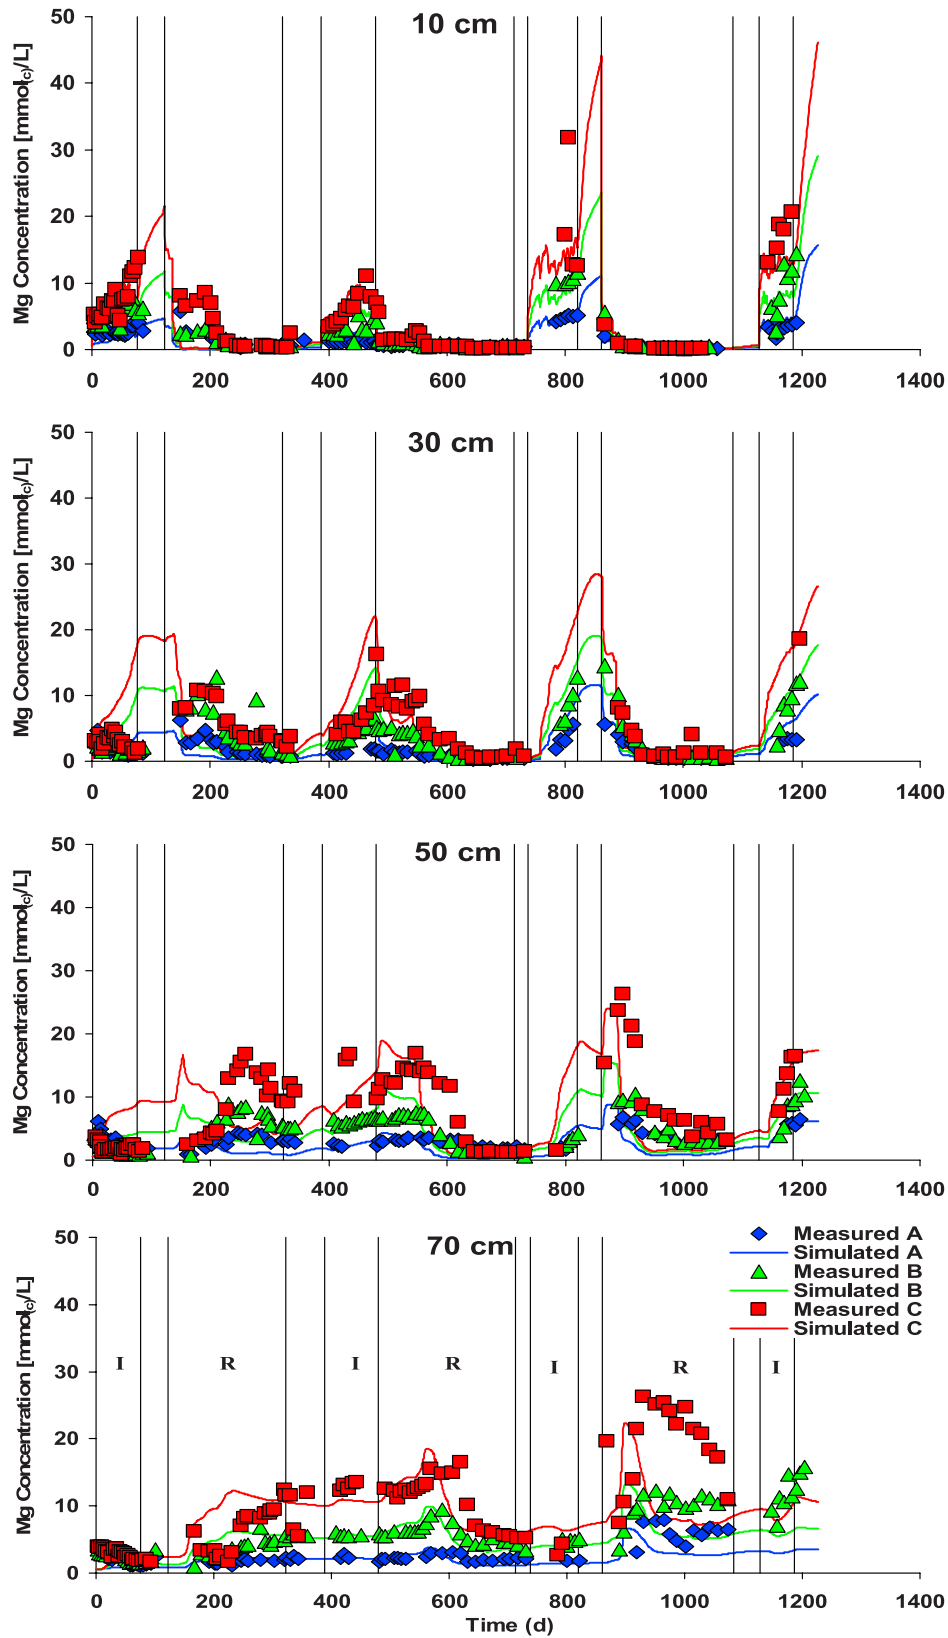 10 cm
Mg Concentration [mmol(c)/L]
50
40
30
20
10
0
0 200 400 600 800 1000 1200 1400
30 cm
Mg Concentration [mmol(c)/L]
50
40
30
20
10
0
0 200 400 600 800 1000 1200 1400
50 cm
Mg Concentration [mmol(c)/L]
50
40
30
20
10
0
0 200 400 600 800 1000 1200 1400
70 cm
Mg Concentration [mmol(c)/L]
50
40
30
20
10
0
Measured A
Simulated A
Measured B
Simulated B
Measured C
Simulated C
I R I R I R I
0 200 400 600 800 1000 1200 1400
Time (d)